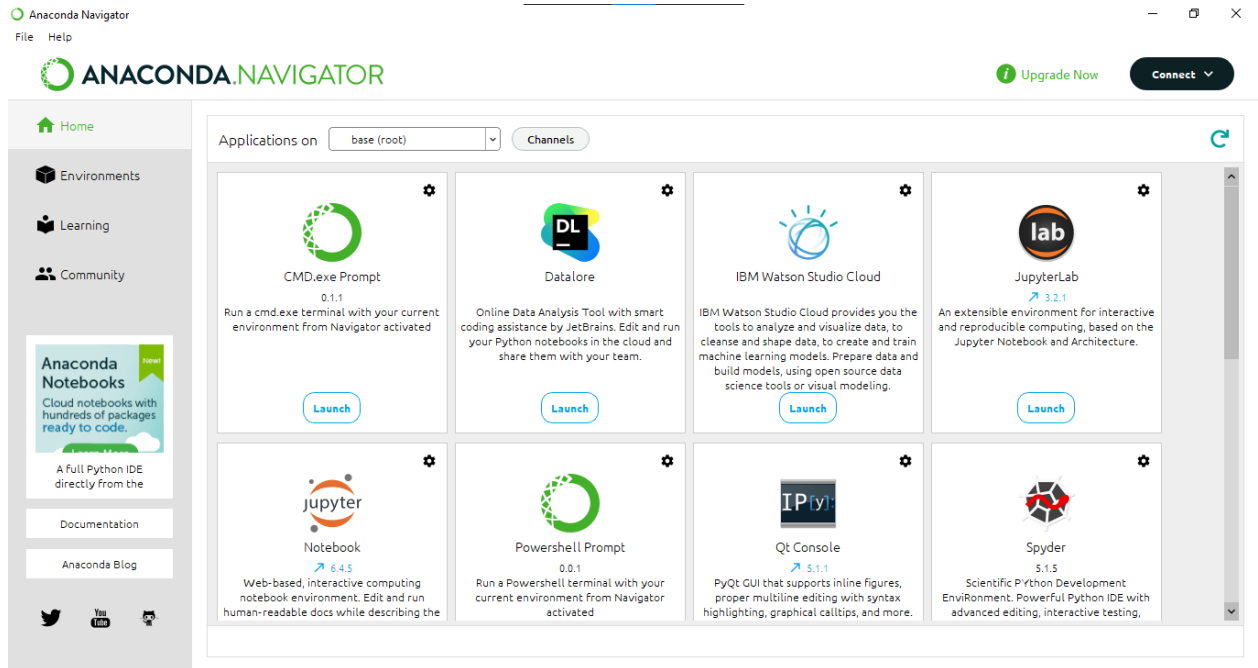 Anaconda Navigator
File Help
ANACONDA.NAVIGATOR
i Upgrade Now
Connect
Home
Environments
Learning
Community
Applications on base (root) Channels
CMD.exe Prompt
0.1.1
Run a cmd.exe terminal with your current
environment from Navigator activated
Launch
DL
Datalore
Online Data Analysis Tool with smart
coding assistance by JetBrains. Edit and run
your Python notebooks in the cloud and
share them with your team.
Launch
IBM Watson Studio Cloud
IBM Watson Studio Cloud provides you the
tools to analyze and visualize data, to
cleanse and shape data, to create and train
machine learning models. Prepare data and
build models, using open source data
science tools or visual modeling.
Launch
lab
JupyterLab
3.2.1
An extensible environment for interactive
and reproducible computing, based on the
Jupyter Notebook and Architecture.
Launch
jupyter
Notebook
6.4.5
Web-based, interactive computing
notebook environment. Edit and run
human-readable docs while describing the
Powershell Prompt
0.0.1
Run a Powershell terminal with your
current environment from Navigator
activated
IP[y]:
Qt Console
5.1.1
PyQt GUI that supports inline figures,
proper multiline editing with syntax
highlighting, graphical calltips, and more.
Spyder
5.1.5
Scientific PYthon Development
EnviRonment. Powerful Python IDE with
advanced editing, interactive testing,
New!
Anaconda
Notebooks
Cloud notebooks with
hundreds of packages
ready to code.
Learn More
A full Python IDE
directly from the
Documentation
Anaconda Blog
You
Tube